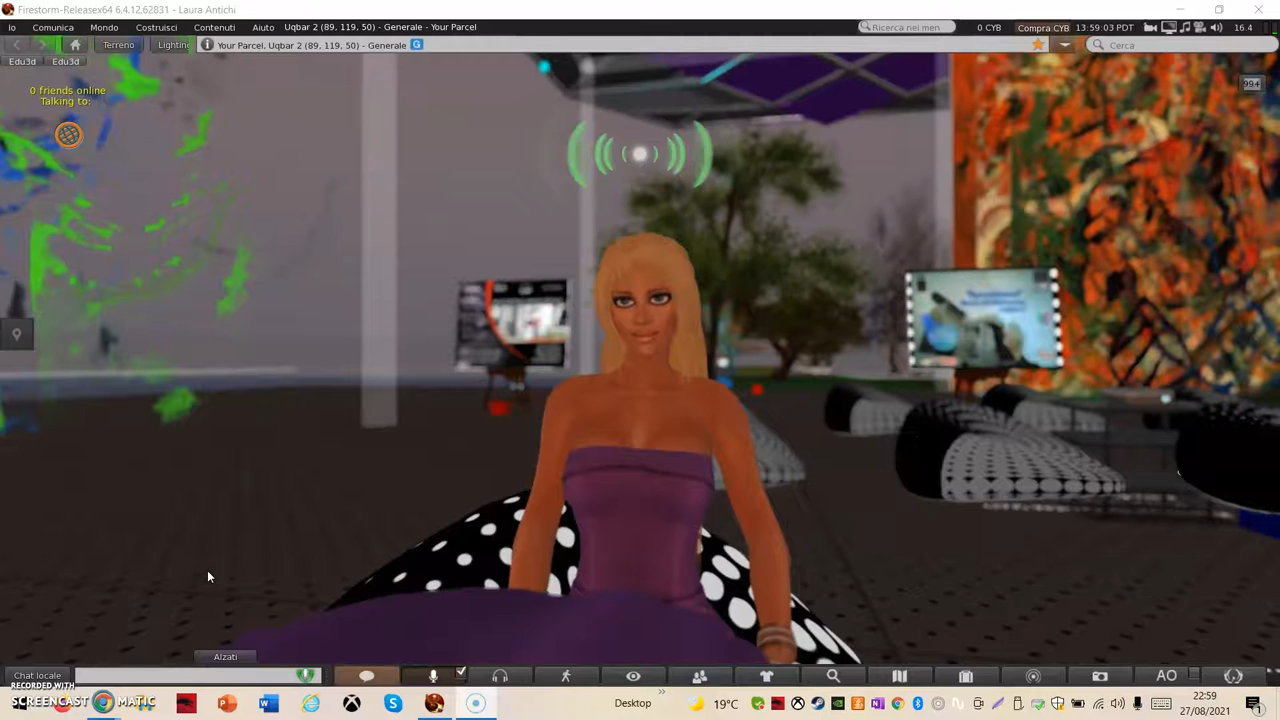 Firestorm-Releasex64 6.4.12.62831 - Laura Antichi
Io Comunica Mondo Costruisci Contenuti Aiuto Uqbar 2 (89, 119, 50) - Generale - Your Parcel
Ricerca nei men
0 CYB Compra CYB 13:59:03 PDT 16.4
Terreno Lighting Your Parcel, Uqbar 2 (89, 119, 50) - Generale G Cerca
Edu3d Edu3d
0 friends online
Talking to:
994
Alzati
Chat locale
AO
RECORDED WITH
SCREENCAST MATIC
Desktop
19°C
22:59
27/08/2021